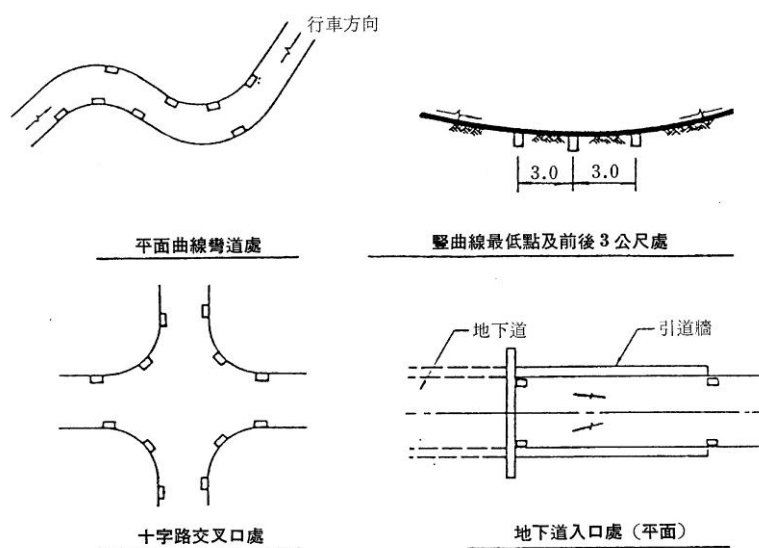 行車方向
3.0
3.0
平面曲線彎道處
豎曲線最低點及前後3公尺處
地下道
引道牆
十字路交叉口處
地下道入口處（平面）